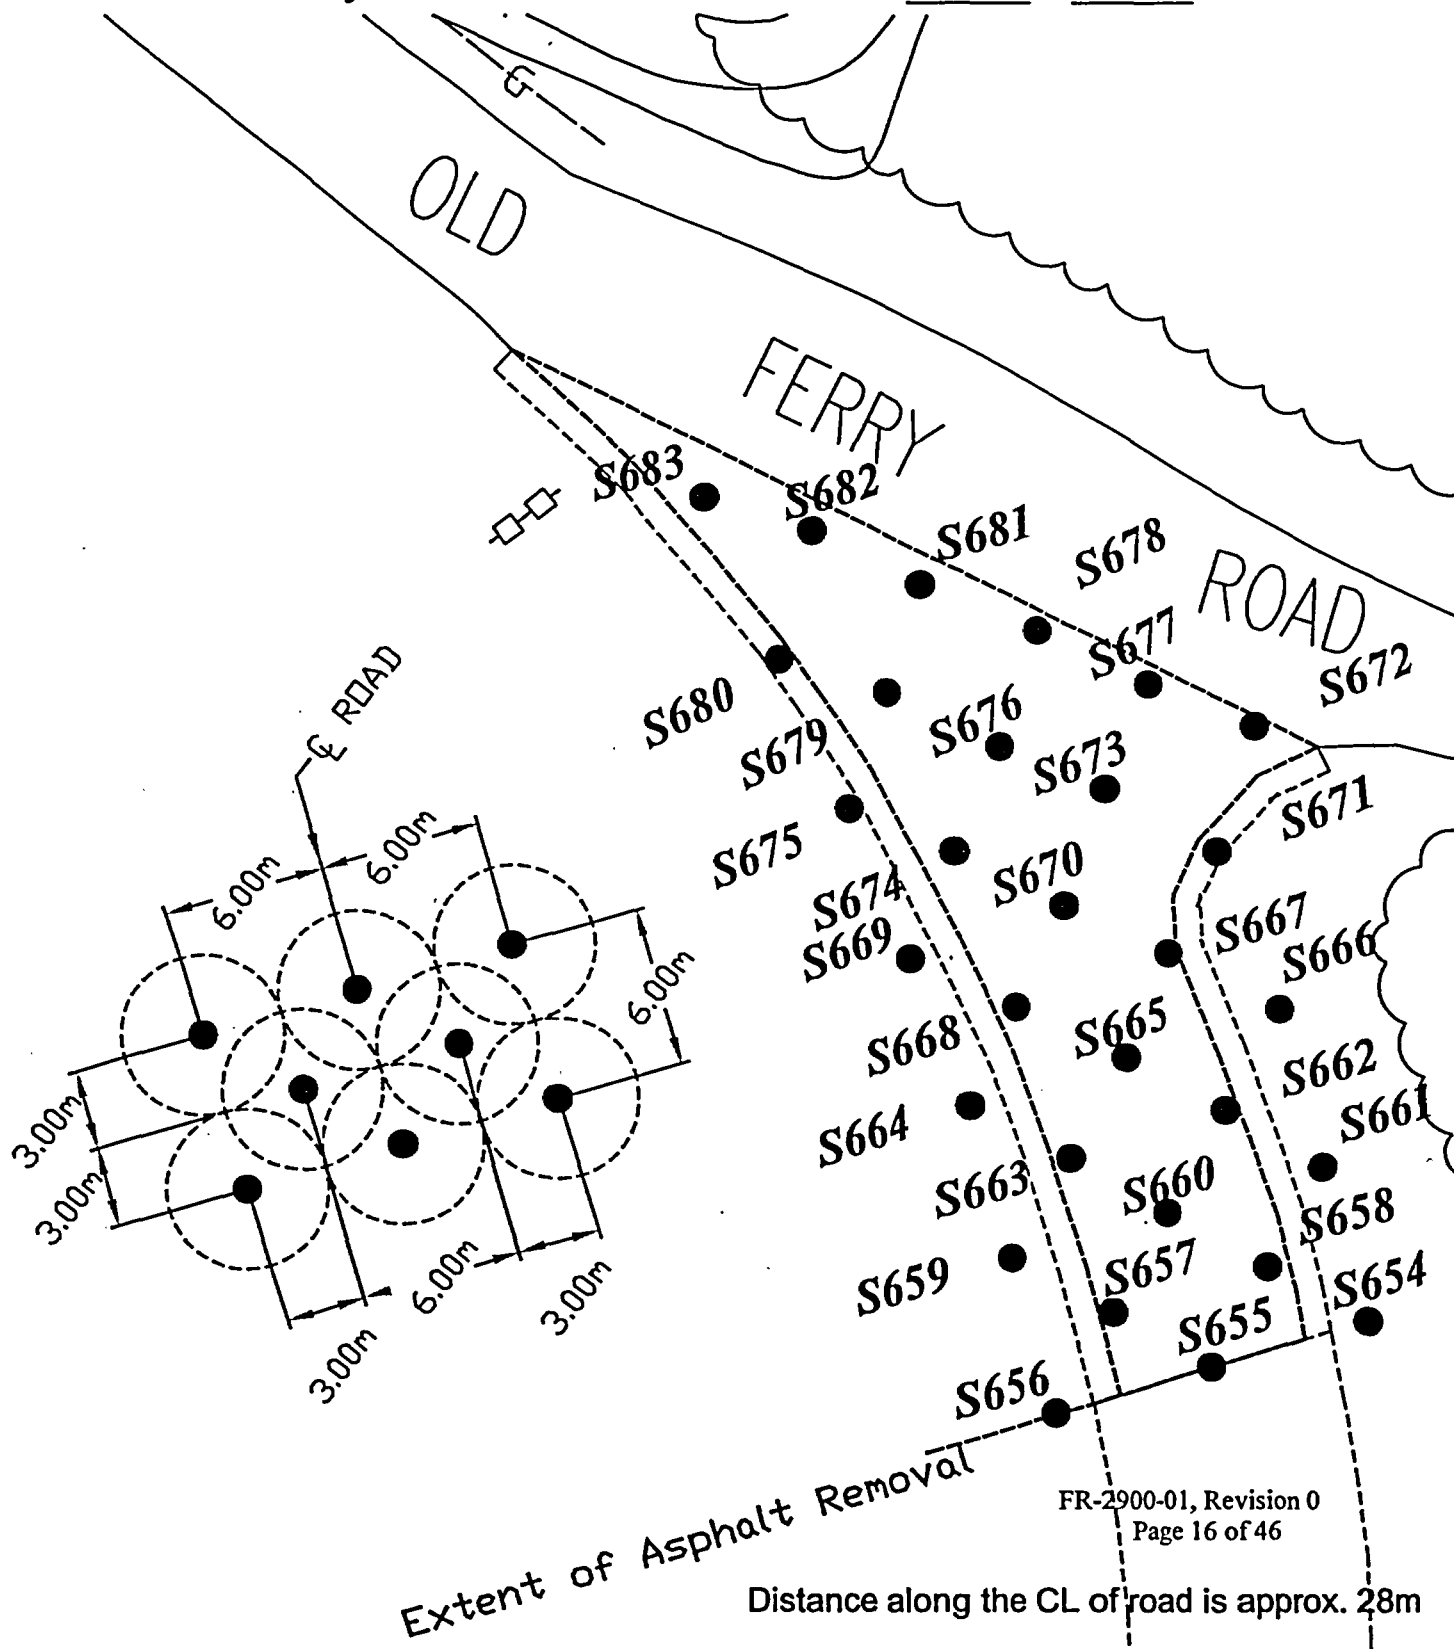 G
OLD
FERRY
ROAD
S683
S682
S681
S678
S677
S672
S680
S679
S676
S673
S671
S675
S674
S670
S669
S667
S666
S668
S665
S662
S664
S663
S661
S660
S659
S658
S657
S656
S655
S654
℄ ROAD
6.00m
6.00m
6.00m
3.00m
3.00m
3.00m
6.00m
3.00m
Extent of Asphalt Removal
FR-2900-01, Revision 0
Page 16 of 46
Distance along the CL of road is approx. 28m